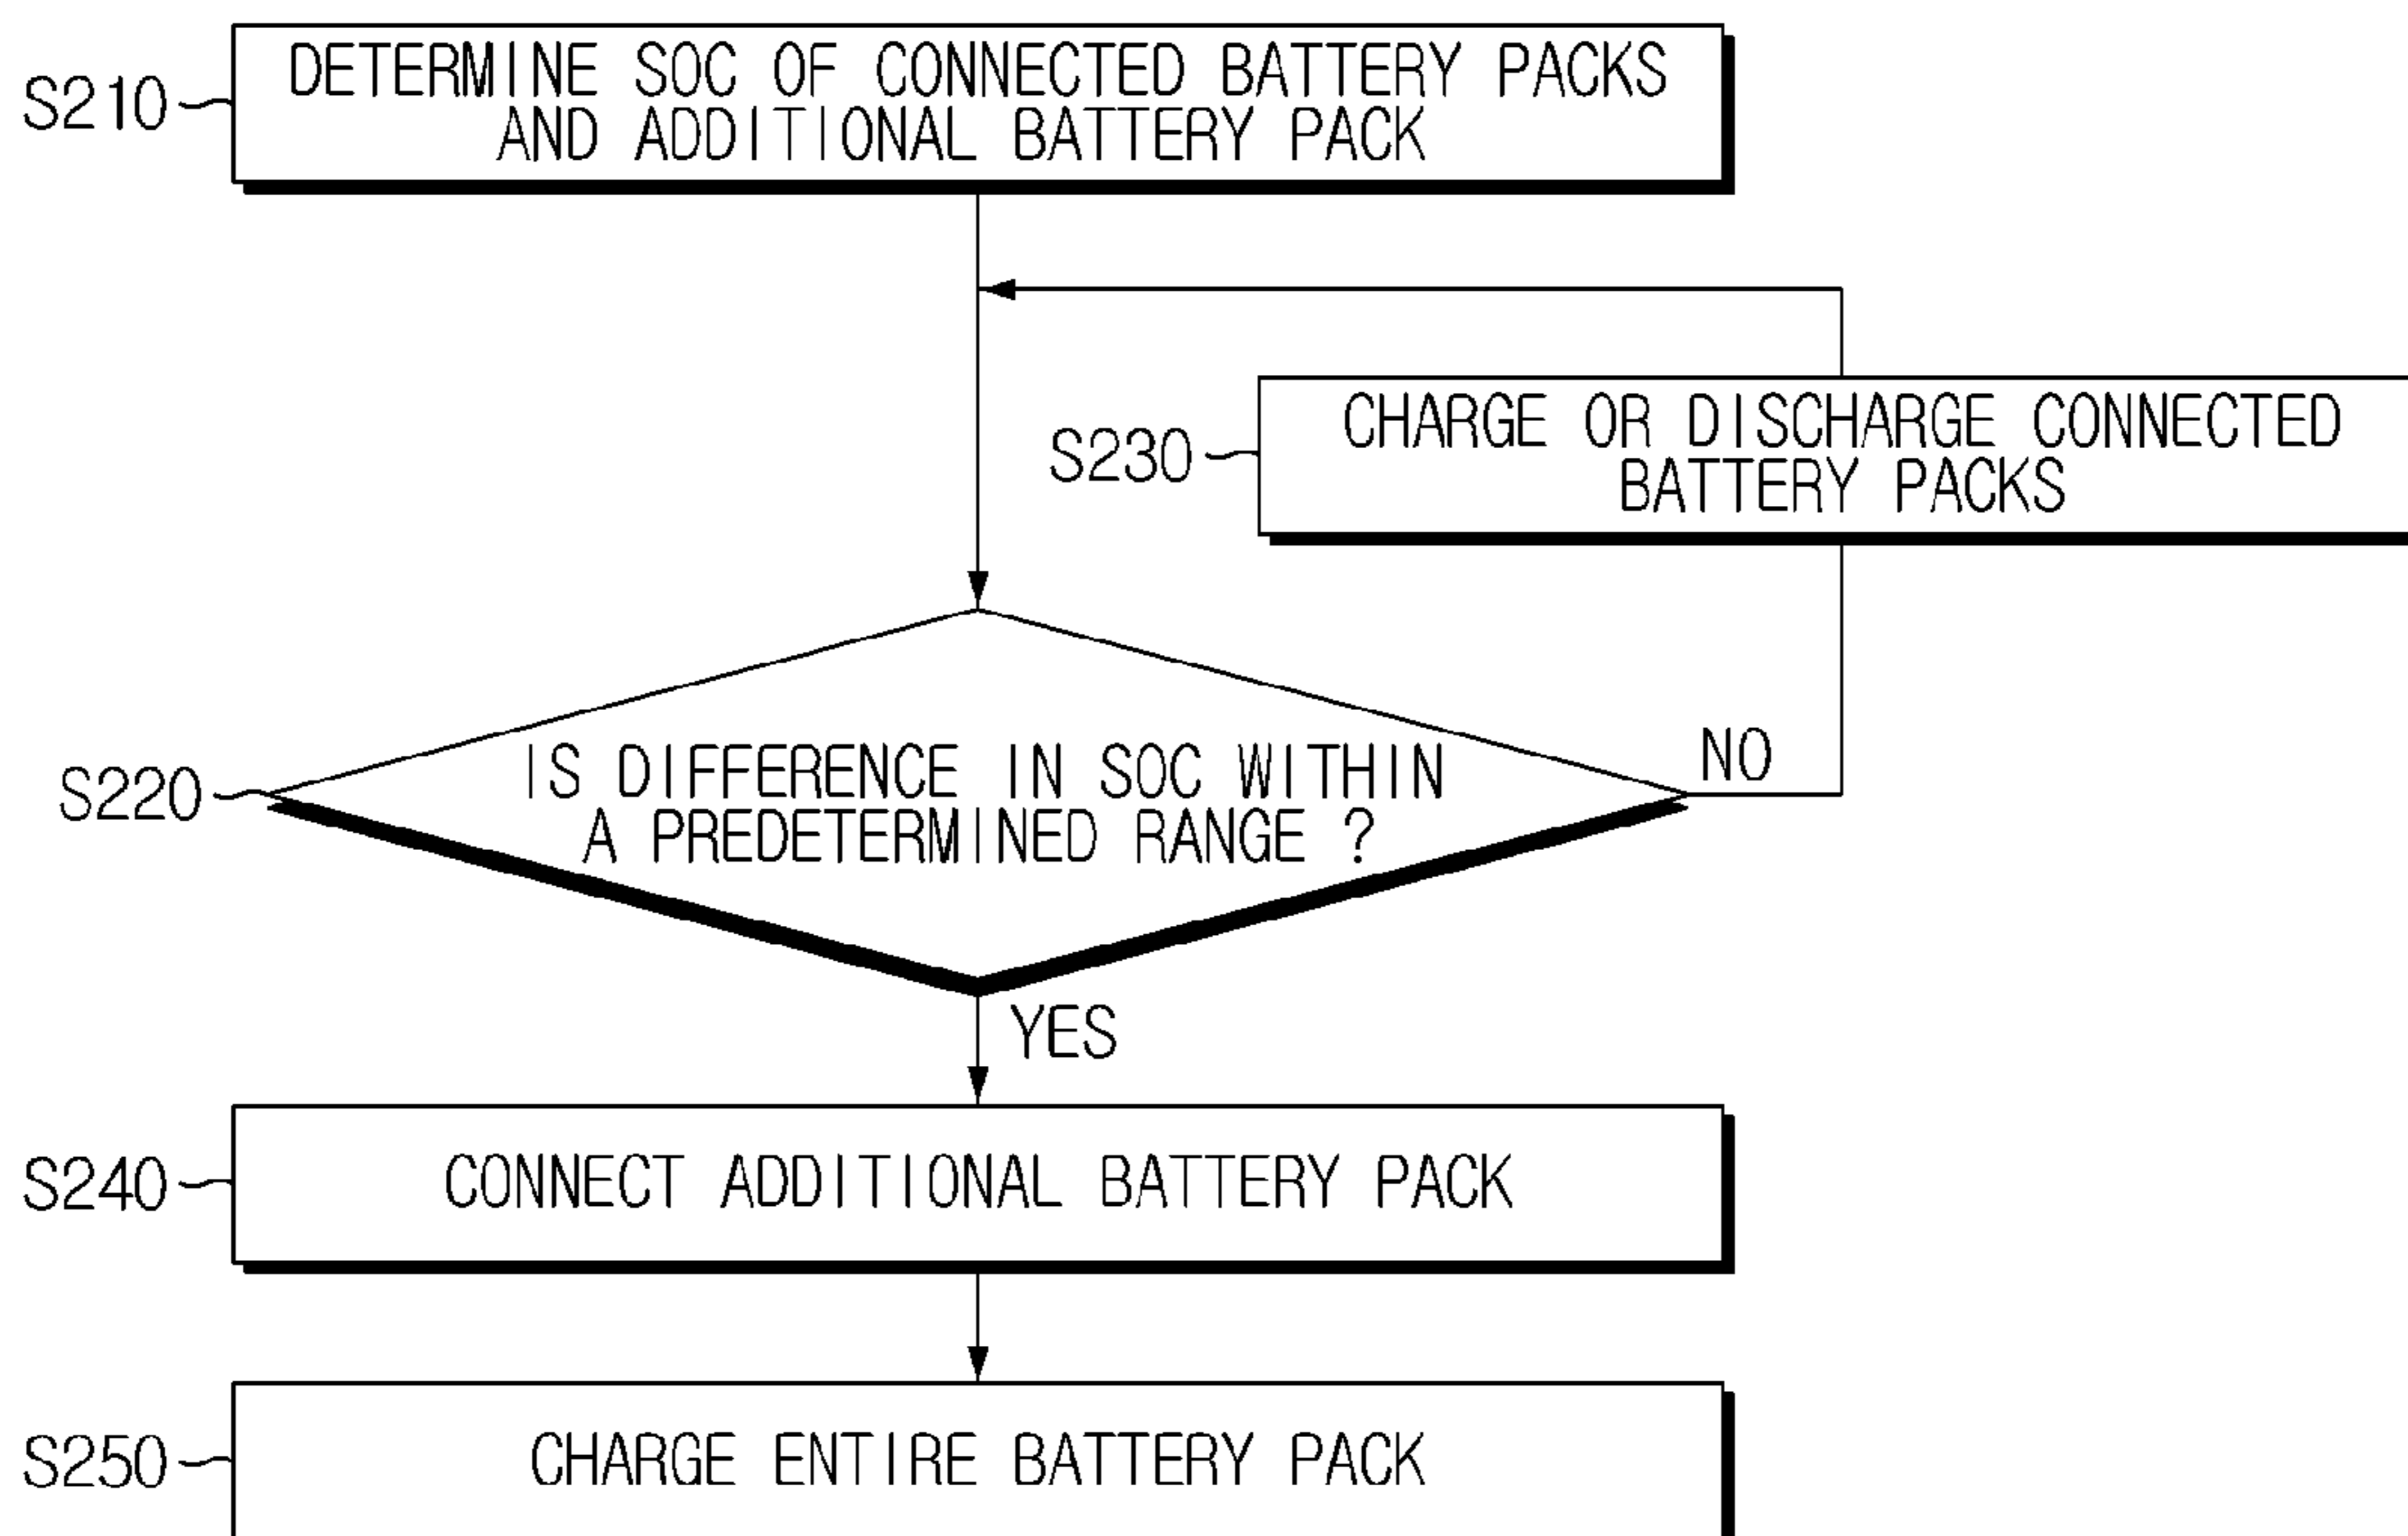 S210
DETERMINE SOC OF CONNECTED BATTERY PACKS
AND ADDITIONAL BATTERY PACK
S230
CHARGE OR DISCHARGE CONNECTED
BATTERY PACKS
S220
IS DIFFERENCE IN SOC WITHIN
A PREDETERMINED RANGE ?
NO
YES
S240
CONNECT ADDITIONAL BATTERY PACK
S250
CHARGE ENTIRE BATTERY PACK